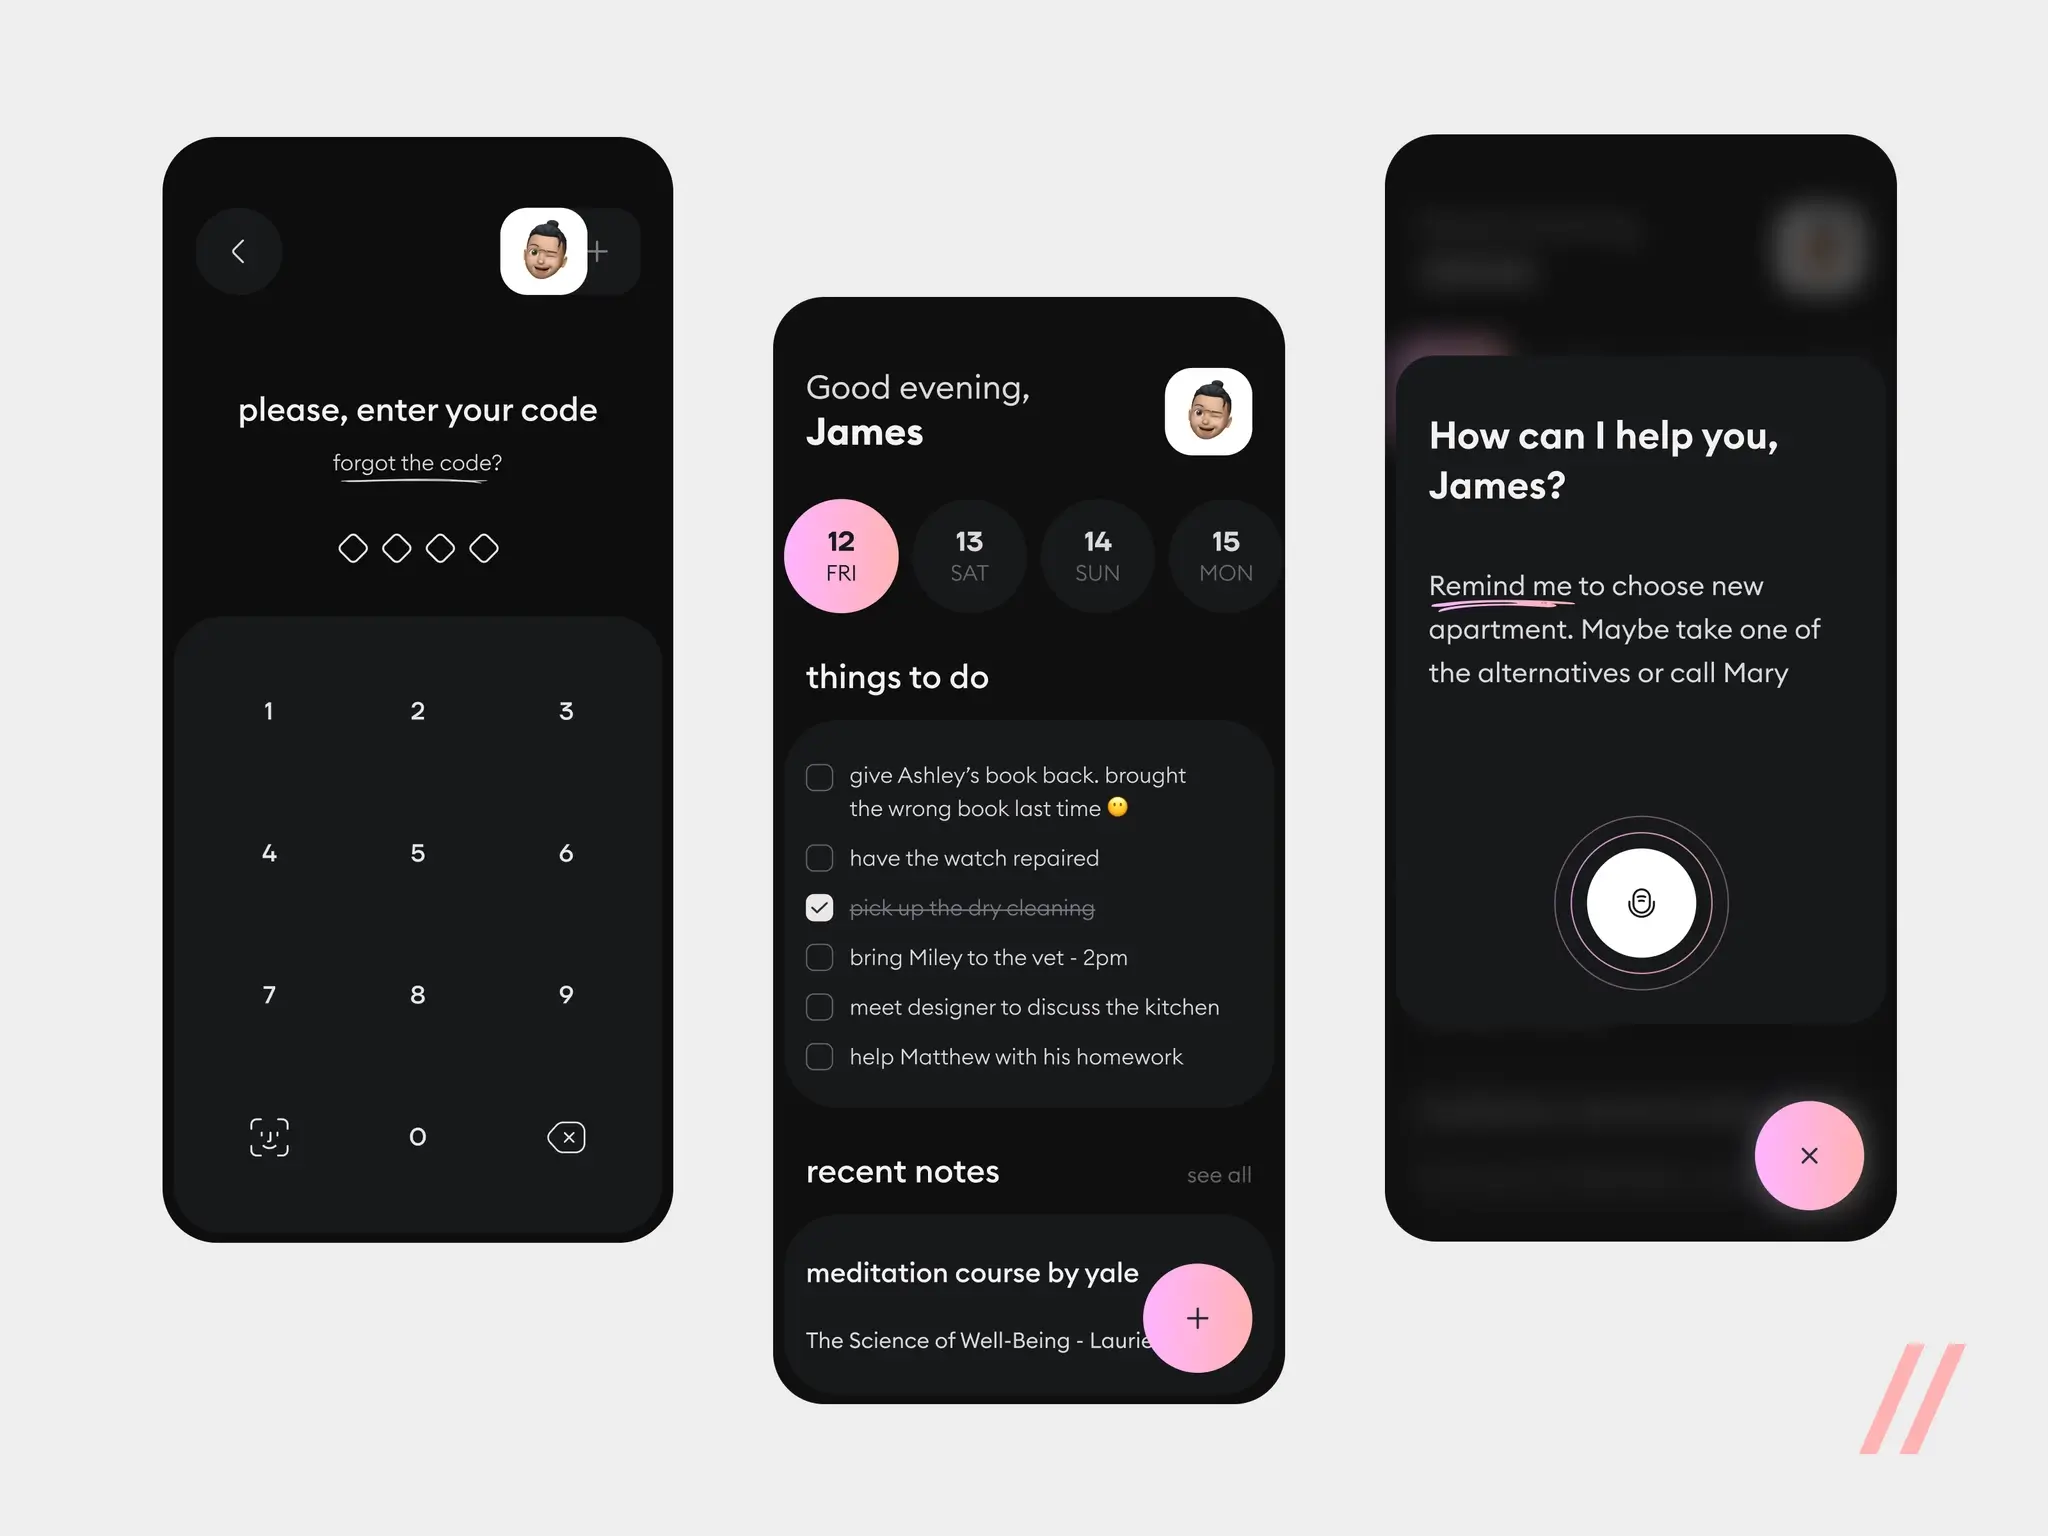 please, enter your code
forgot the code?
1 2 3
4 5 6
7 8 9
0
Good evening,
James
12 13 14 15
FRI SAT SUN MON
things to do
give Ashley’s book back. brought
the wrong book last time 😶
have the watch repaired
pick up the dry cleaning
bring Miley to the vet - 2pm
meet designer to discuss the kitchen
help Matthew with his homework
recent notes see all
meditation course by yale
The Science of Well-Being - Laurie
How can I help you,
James?
Remind me to choose new
apartment. Maybe take one of
the alternatives or call Mary